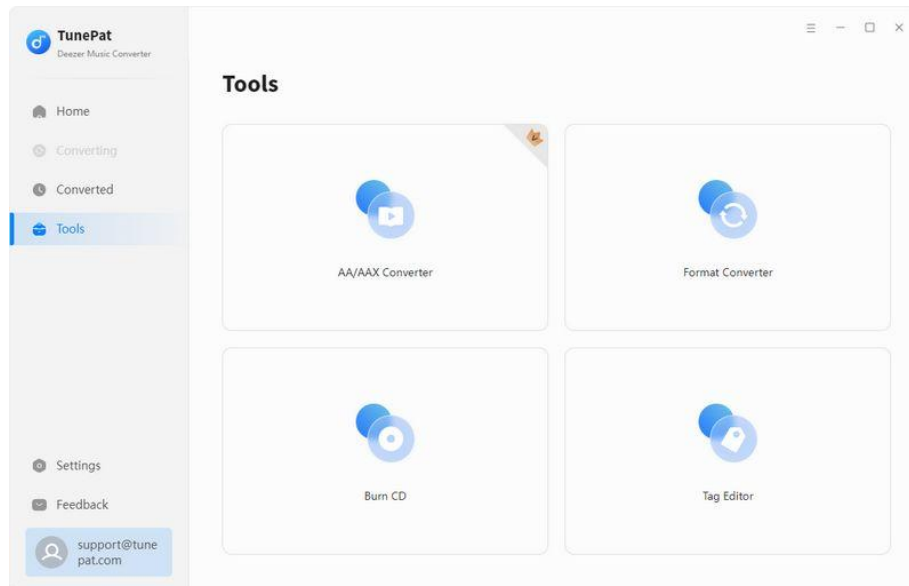 TunePat
Deezer Music Converter
Home
Converting
Converted
Tools
Settings
Feedback
support@tune
pat.com
Tools
AA/AAX Converter
Format Converter
Burn CD
Tag Editor